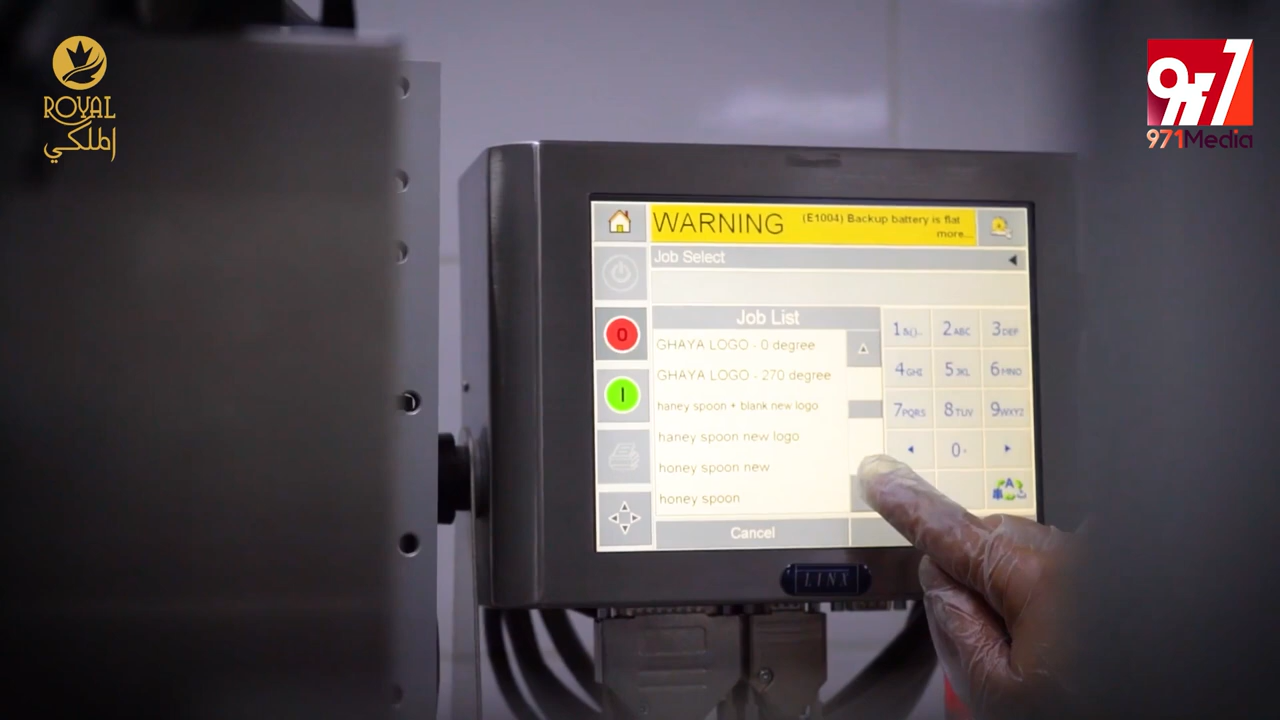 ROYAL
الملكي
971
971Media
WARNING
(E1004) Backup battery is flat
more...
Job Select
Job List
GHAYA LOGO - 0 degree
GHAYA LOGO - 270 degree
haney spoon + blank new logo
haney spoon new logo
honey spoon new
honey spoon
Cancel
0
I
1 2ABC 3DEF
4GHI 5JKL 6MNO
7PQRS 8TUV 9WXYZ
0
A
LINX